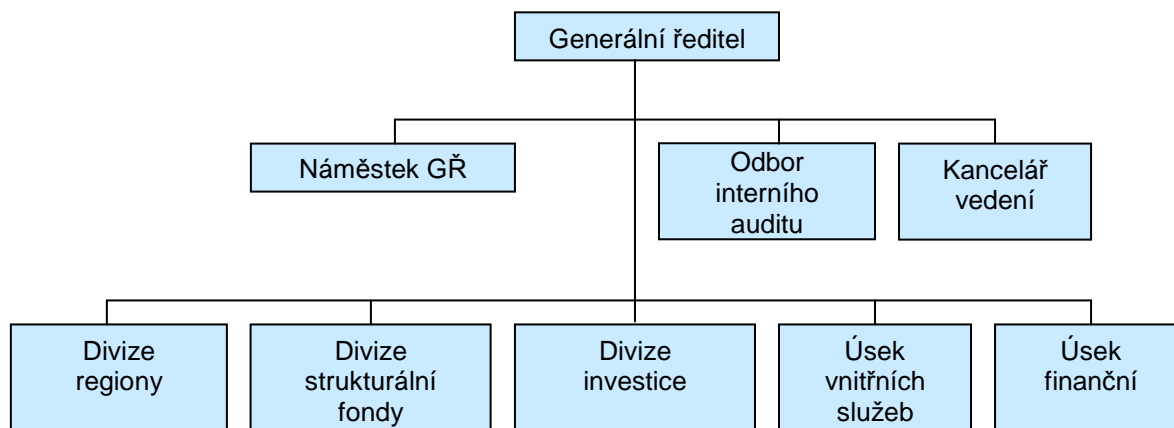 Generální ředitel
Náměstek GŘ
Odbor
interního
auditu
Kancelář
vedení
Divize
regiony
Divize
strukturální
fondy
Divize
investice
Úsek
vnitřních
služeb
Úsek
finanční